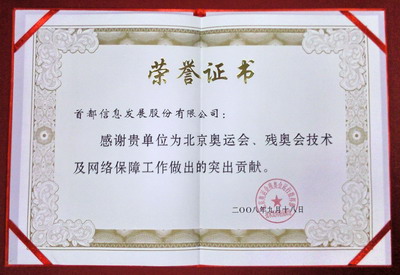 荣誉证书
首都信息发展股份有限公司：
感谢贵单位为北京奥运会、残奥会技术
及网络保障工作做出的突出贡献。
二〇〇八年九月十八日